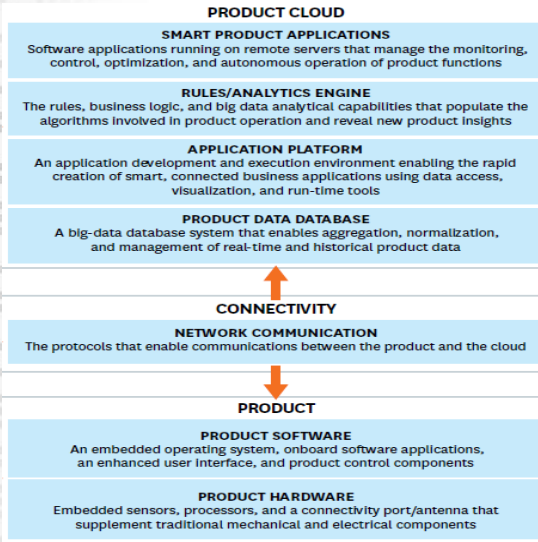 PRODUCT CLOUD
SMART PRODUCT APPLICATIONS
Software applications running on remote servers that manage the monitoring,
control, optimization, and autonomous operation of product functions
RULES/ANALYTICS ENGINE
The rules, business logic, and big data analytical capabilities that populate the
algorithms involved in product operation and reveal new product insights
APPLICATION PLATFORM
An application development and execution environment enabling the rapid
creation of smart, connected business applications using data access,
visualization, and run-time tools
PRODUCT DATA DATABASE
A big-data database system that enables aggregation, normalization,
and management of real-time and historical product data
CONNECTIVITY
NETWORK COMMUNICATION
The protocols that enable communications between the product and the cloud
PRODUCT
PRODUCT SOFTWARE
An embedded operating system, onboard software applications,
an enhanced user interface, and product control components
PRODUCT HARDWARE
Embedded sensors, processors, and a connectivity port/antenna that
supplement traditional mechanical and electrical components